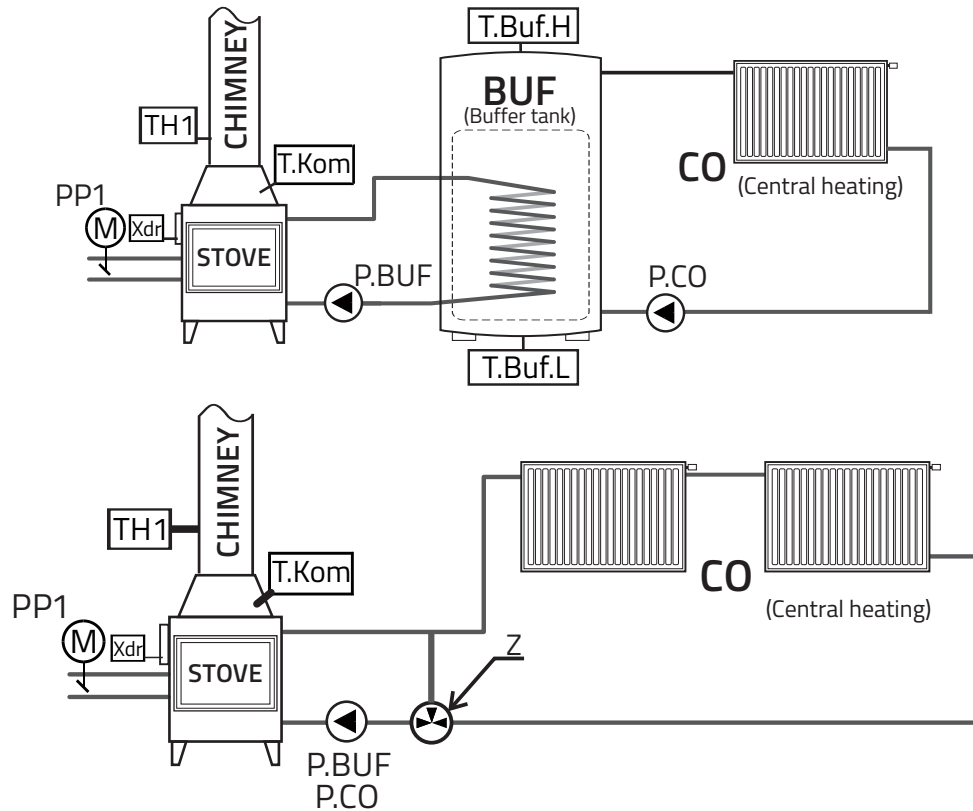 T.Buf.H
CHIMNEY
BUF
(Buffer tank)
TH1
T.Kom
CO
(Central heating)
PP1
M
Xdr
STOVE
P.BUF
P.CO
T.Buf.L
CHIMNEY
TH1
T.Kom
CO
(Central heating)
PP1
M
Xdr
STOVE
Z
P.BUF
P.CO